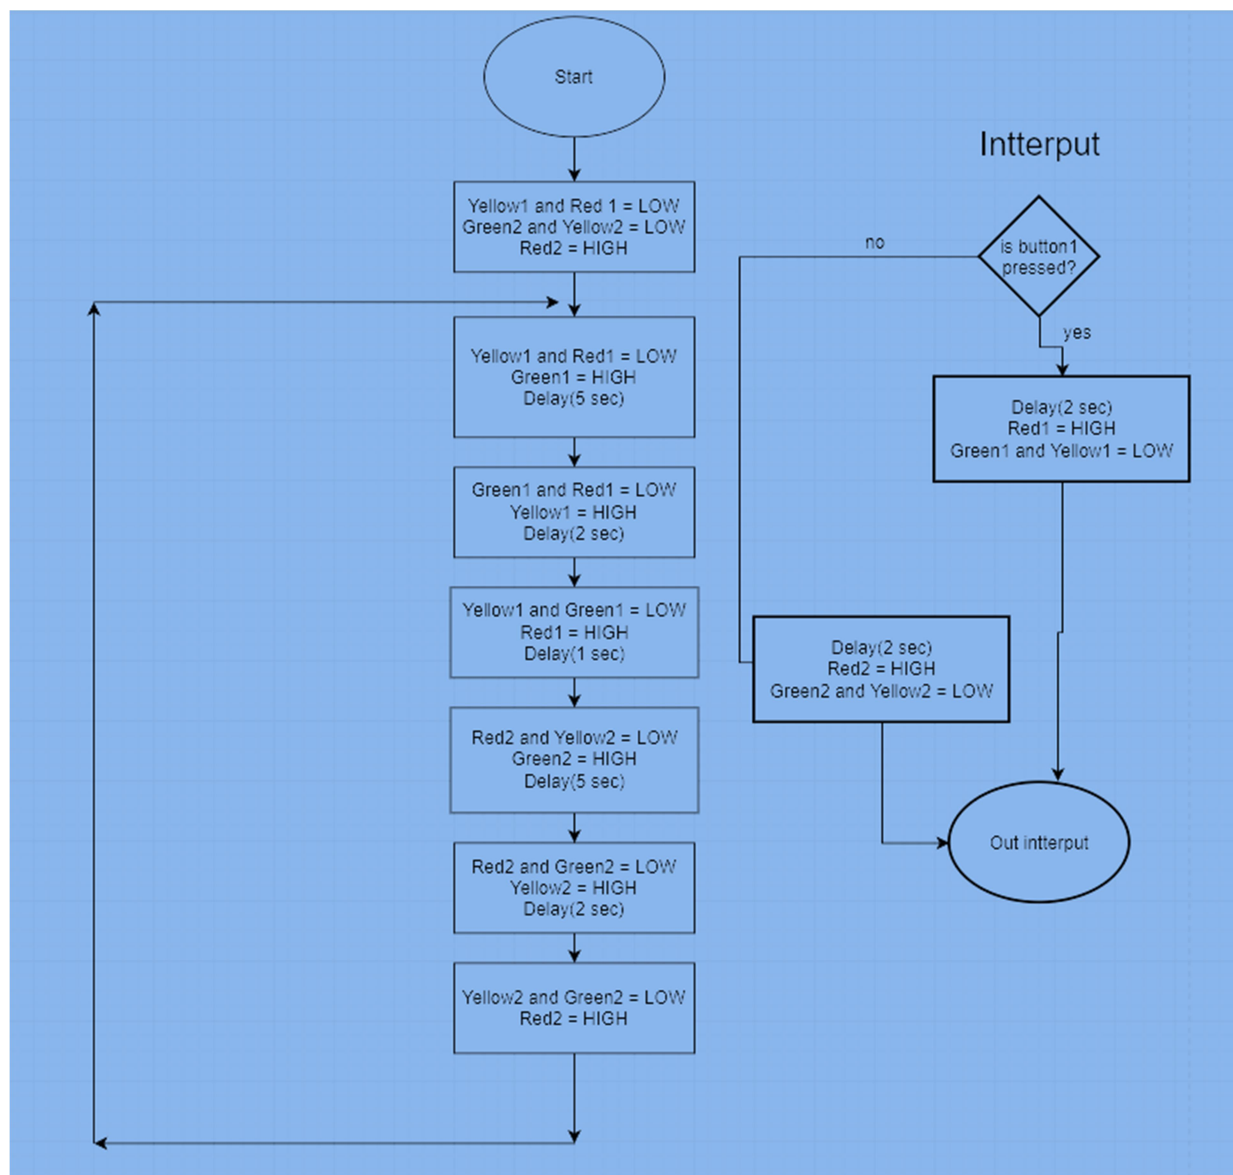 Start
Yellow1 and Red 1 = LOW
Green2 and Yellow2 = LOW
Red2 = HIGH
Yellow1 and Red1 = LOW
Green1 = HIGH
Delay(5 sec)
Green1 and Red1 = LOW
Yellow1 = HIGH
Delay(2 sec)
Yellow1 and Green1 = LOW
Red1 = HIGH
Delay(1 sec)
Red2 and Yellow2 = LOW
Green2 = HIGH
Delay(5 sec)
Red2 and Green2 = LOW
Yellow2 = HIGH
Delay(2 sec)
Yellow2 and Green2 = LOW
Red2 = HIGH
Intterput
is button1
pressed?
no
yes
Delay(2 sec)
Red1 = HIGH
Green1 and Yellow1 = LOW
Delay(2 sec)
Red2 = HIGH
Green2 and Yellow2 = LOW
Out intterput